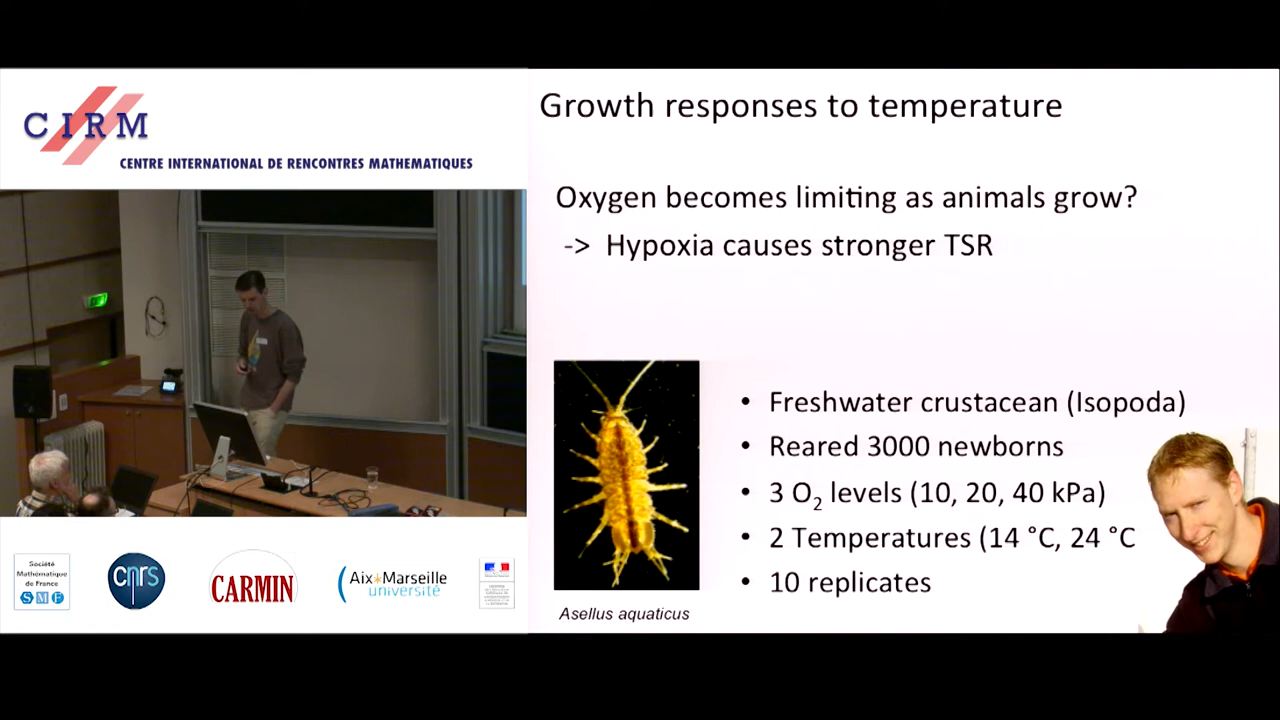 CIRM
CENTRE INTERNATIONAL DE RENCONTRES MATHEMATIQUES
Growth responses to temperature
Oxygen becomes limiting as animals grow?
-> Hypoxia causes stronger TSR
• Freshwater crustacean (Isopoda)
• Reared 3000 newborns
• 3 O2 levels (10, 20, 40 kPa)
• 2 Temperatures (14 °C, 24 °C
• 10 replicates
Asellus aquaticus
Société
Mathématique
de France
SMF
cnrs
CARMIN
Aix*Marseille
université